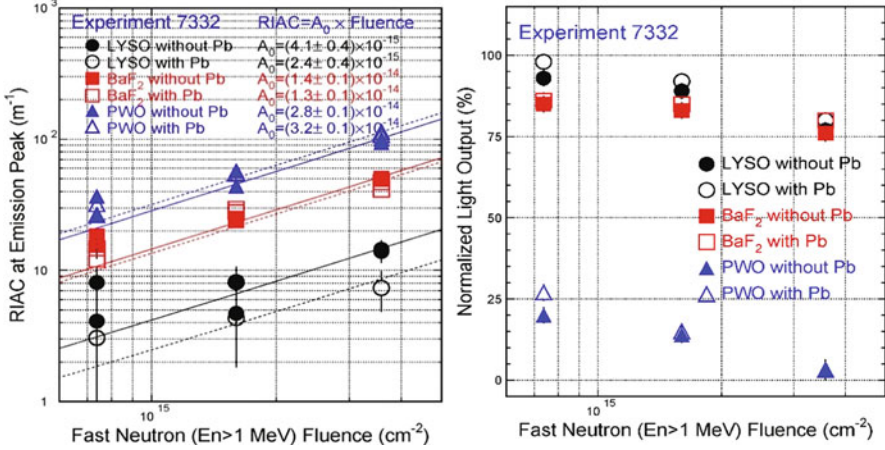 Experiment 7332 RIAC=A₀ × Fluence
LYSO without Pb A₀=(4.1± 0.4)×10⁻¹⁵
LYSO with Pb A₀=(2.4± 0.4)×10⁻¹⁵
BaF₂ without Pb A₀=(1.4± 0.1)×10⁻¹⁴
BaF₂ with Pb A₀=(1.3± 0.1)×10⁻¹⁴
PWO without Pb A₀=(2.8± 0.1)×10⁻¹⁴
PWO with Pb A₀=(3.2± 0.1)×10⁻¹⁴
RIAC at Emission Peak (m⁻¹)
10³
10²
10
1
10¹⁵
Fast Neutron (En>1 MeV) Fluence (cm⁻²)
Experiment 7332
Normalized Light Output (%)
100
75
50
25
0
LYSO without Pb
LYSO with Pb
BaF₂ without Pb
BaF₂ with Pb
PWO without Pb
PWO with Pb
10¹⁵
Fast Neutron (En>1 MeV) Fluence (cm⁻²)